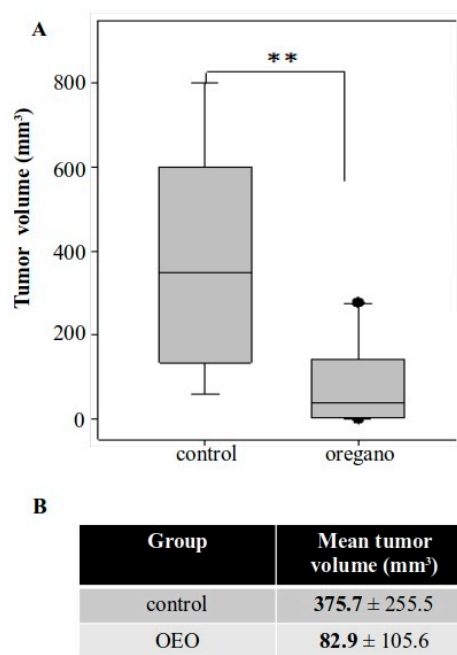 A
**
Tumor volume (mm³)
800
600
400
200
0
control oregano
B
Group Mean tumor
volume (mm³)
control 375.7 ± 255.5
OEO 82.9 ± 105.6